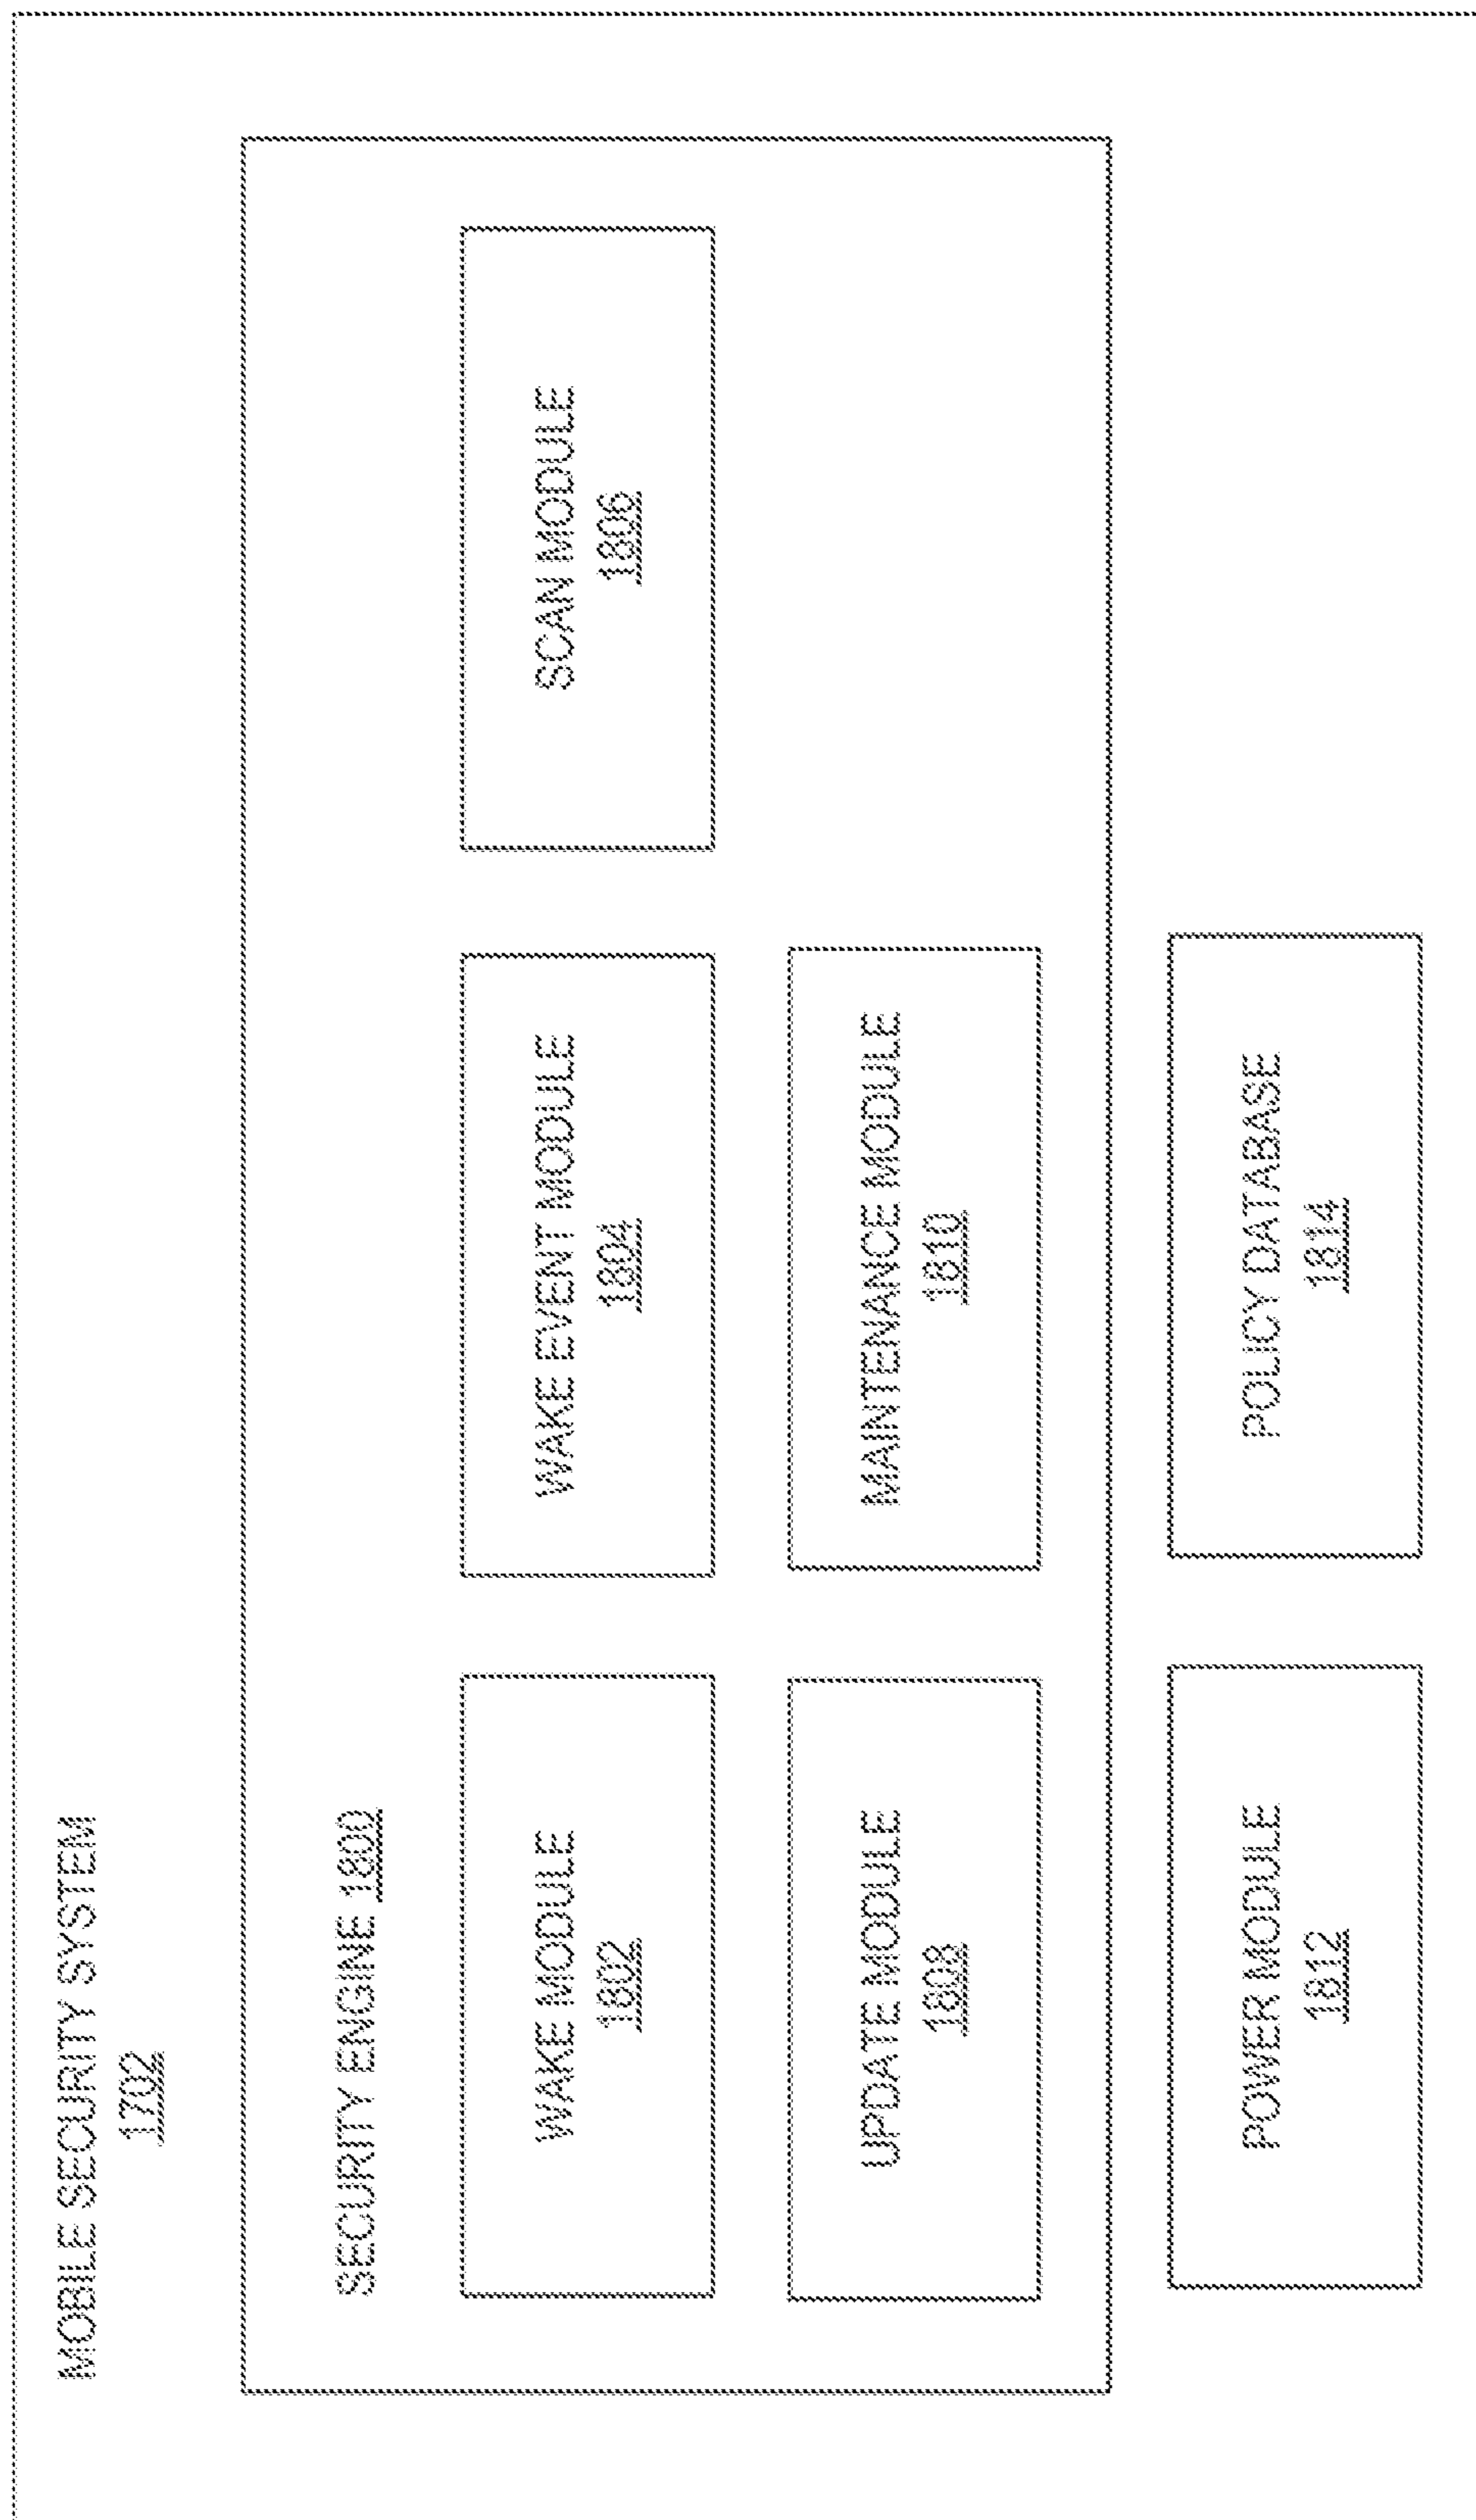 MOBILE SECURITY SYSTEM
1702
SECURITY ENGINE 1800
WAKE MODULE
1802
WAKE EVENT MODULE
1804
SCAN MODULE
1806
UPDATE MODULE
1808
MAINTENANCE MODULE
1810
POWER MODULE
1812
POLICY DATABASE
1814